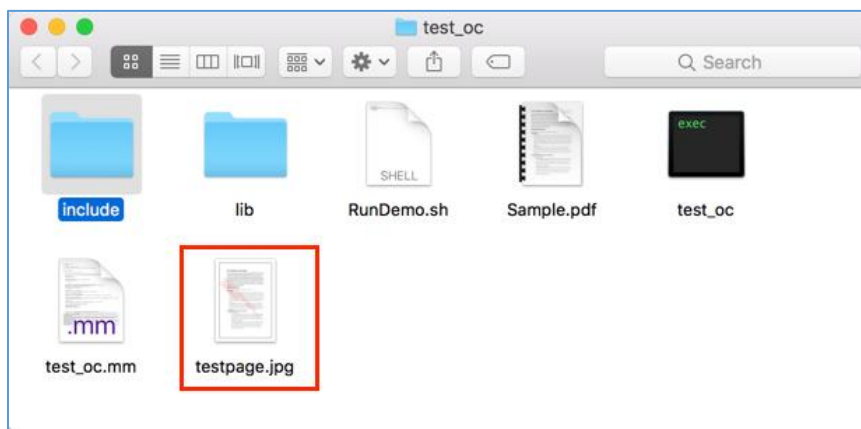 test_oc
Search
SHELL
exec
include
lib
RunDemo.sh
Sample.pdf
test_oc
.mm
test_oc.mm
testpage.jpg